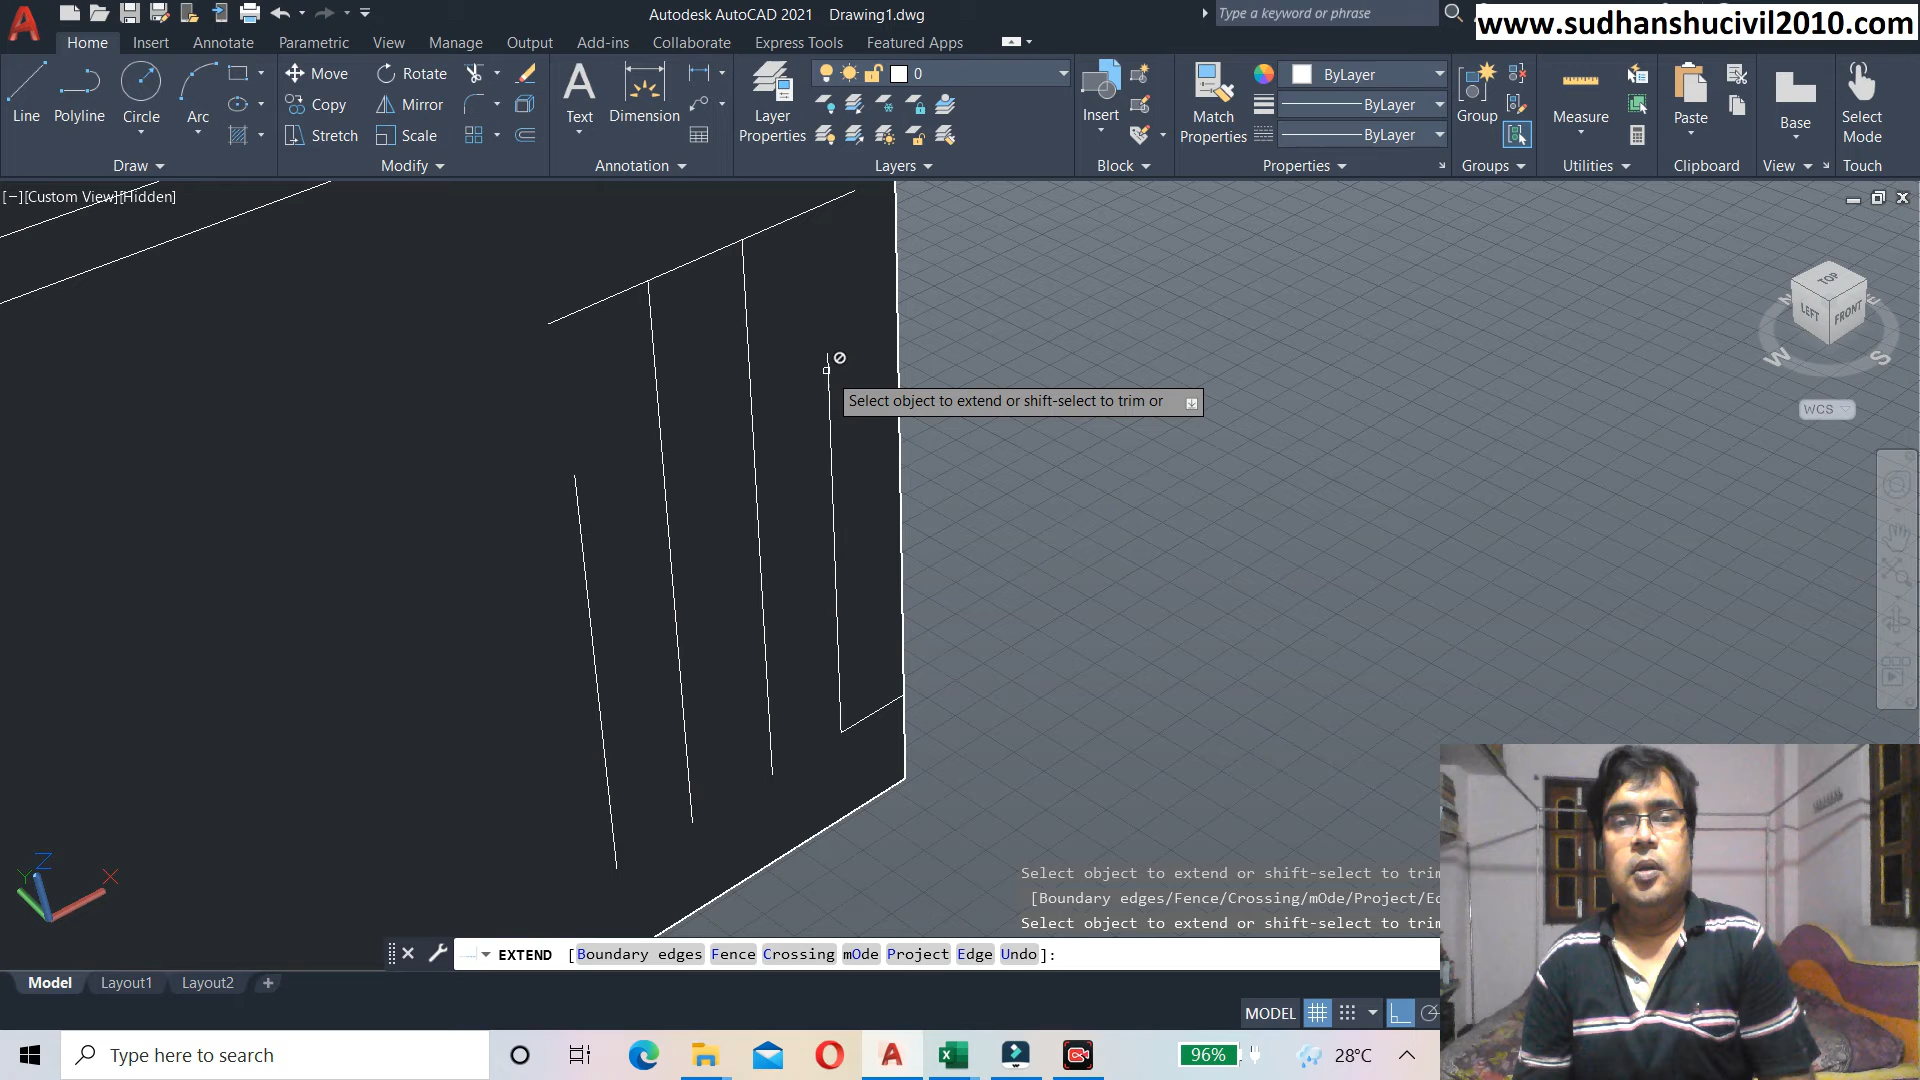 Autodesk AutoCAD 2021 Drawing1.dwg
Type a keyword or phrase
www.sudhanshucivil2010.com
Home Insert Annotate Parametric View Manage Output Add-ins Collaborate Express Tools Featured Apps
Line Polyline Circle Arc
Move Rotate
Copy Mirror
Stretch Scale
Text Dimension
Layer Properties
0
Insert
Match Properties
ByLayer
ByLayer
ByLayer
Group
Measure
Paste
Base
Select Mode
Draw Modify Annotation Layers Block Properties Groups Utilities Clipboard View Touch
[−][Custom View][Hidden]
TOP
LEFT FRONT
W S
WCS
Select object to extend or shift-select to trim or
Z
Y X
Select object to extend or shift-select to trim
[Boundary edges/Fence/Crossing/mOde/Project/Ed
Select object to extend or shift-select to trim
EXTEND [Boundary edges Fence Crossing mOde Project Edge Undo]:
Model Layout1 Layout2 +
MODEL
Type here to search
96%
28°C